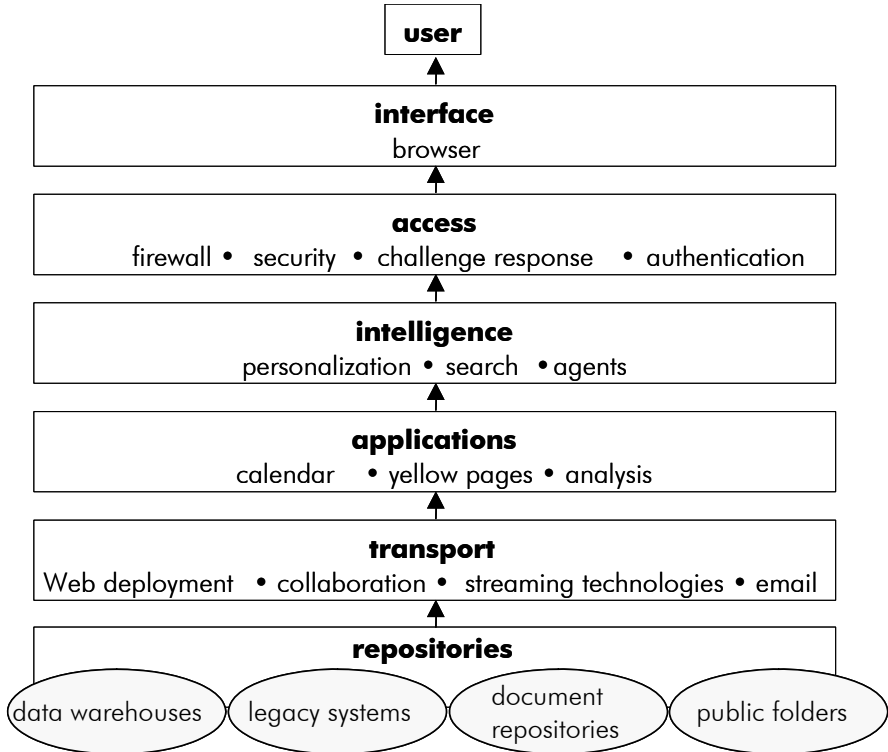 user
interface
browser
access
firewall • security • challenge response • authentication
intelligence
personalization • search • agents
applications
calendar • yellow pages • analysis
transport
Web deployment • collaboration • streaming technologies • email
repositories
data warehouses
legacy systems
document
repositories
public folders